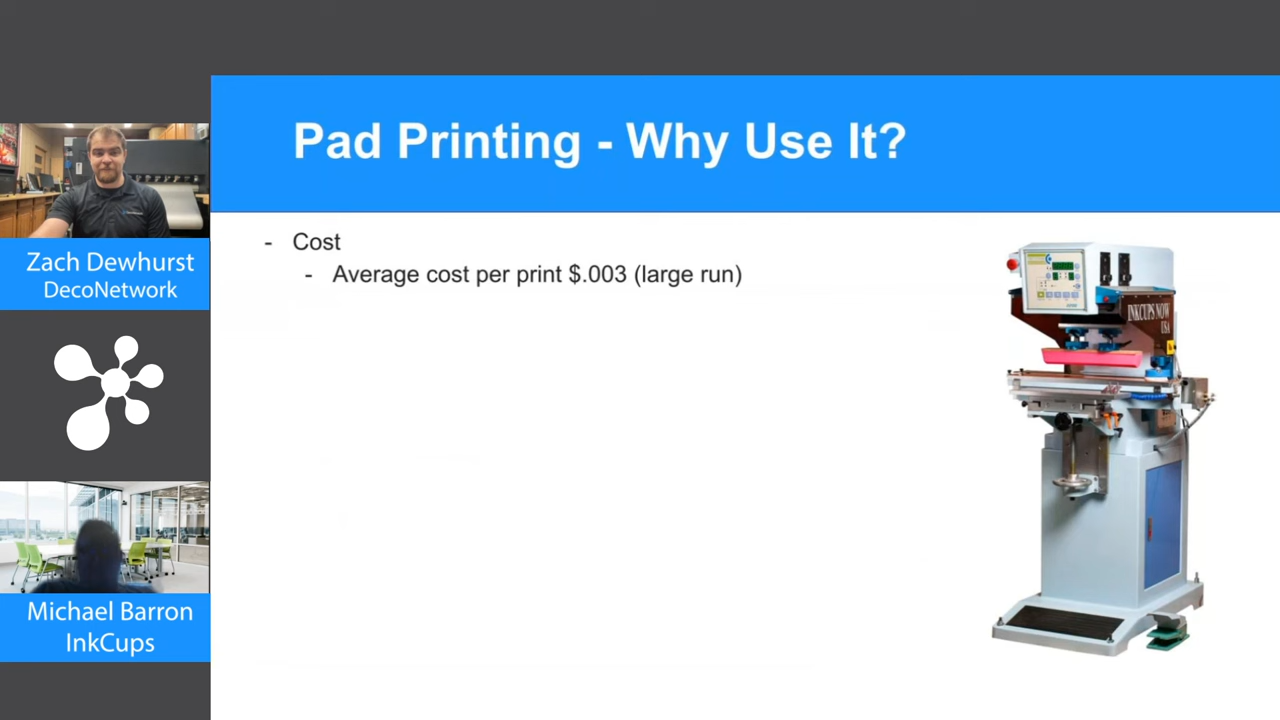 Pad Printing - Why Use It?
- Cost
- Average cost per print $.003 (large run)
INKCUPS NOW
USA
Zach Dewhurst
DecoNetwork
Michael Barron
InkCups